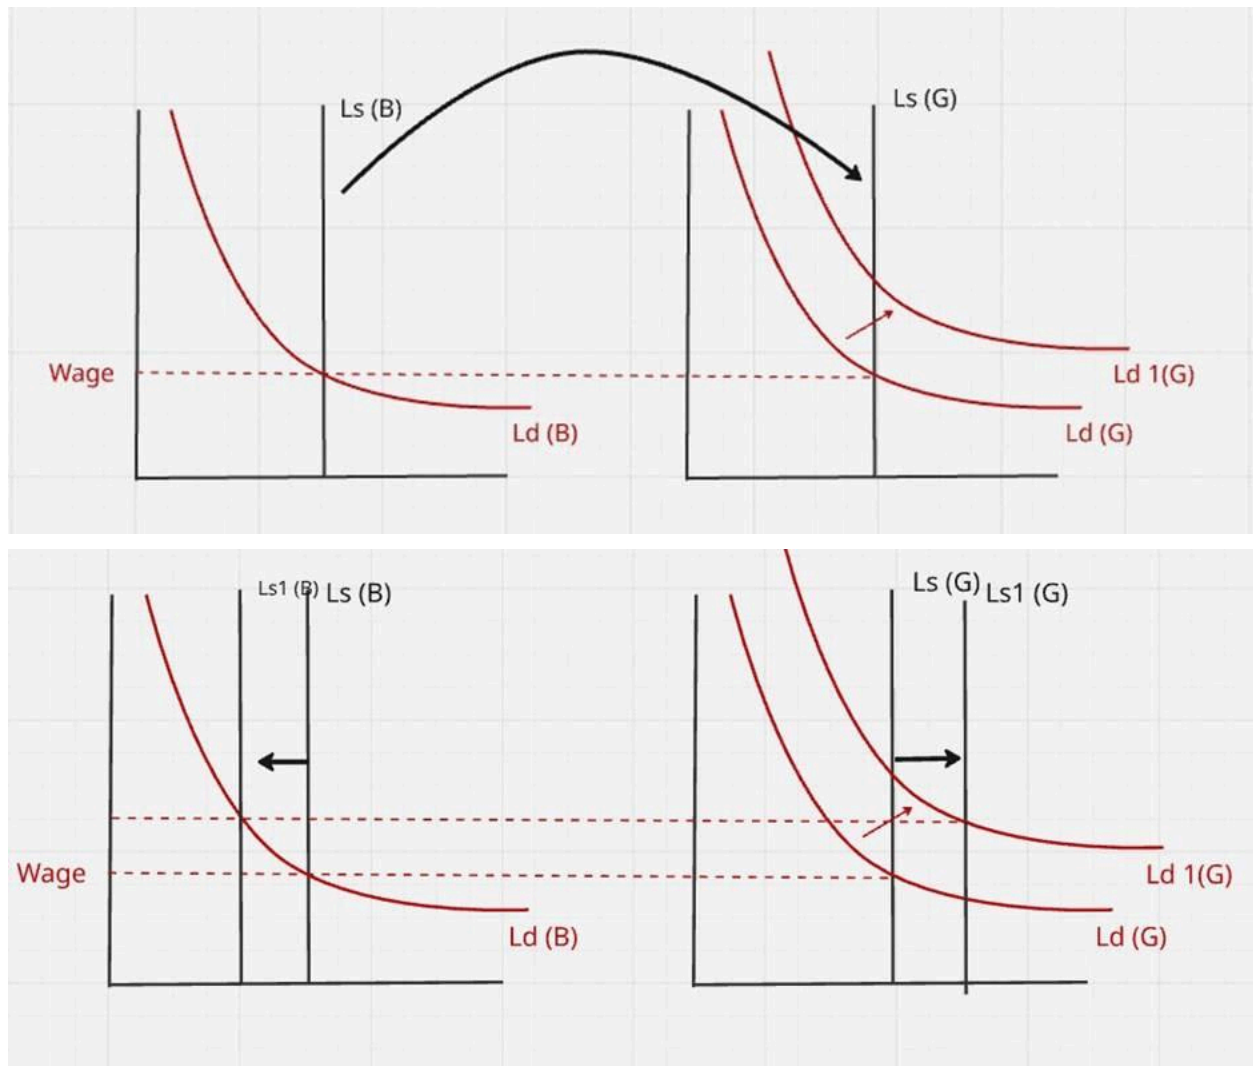 Ls (B)
Ls (G)
Wage
Ld (B)
Ld 1(G)
Ld (G)
Ls1 (B) Ls (B)
Ls (G) Ls1 (G)
Wage
Ld (B)
Ld 1(G)
Ld (G)